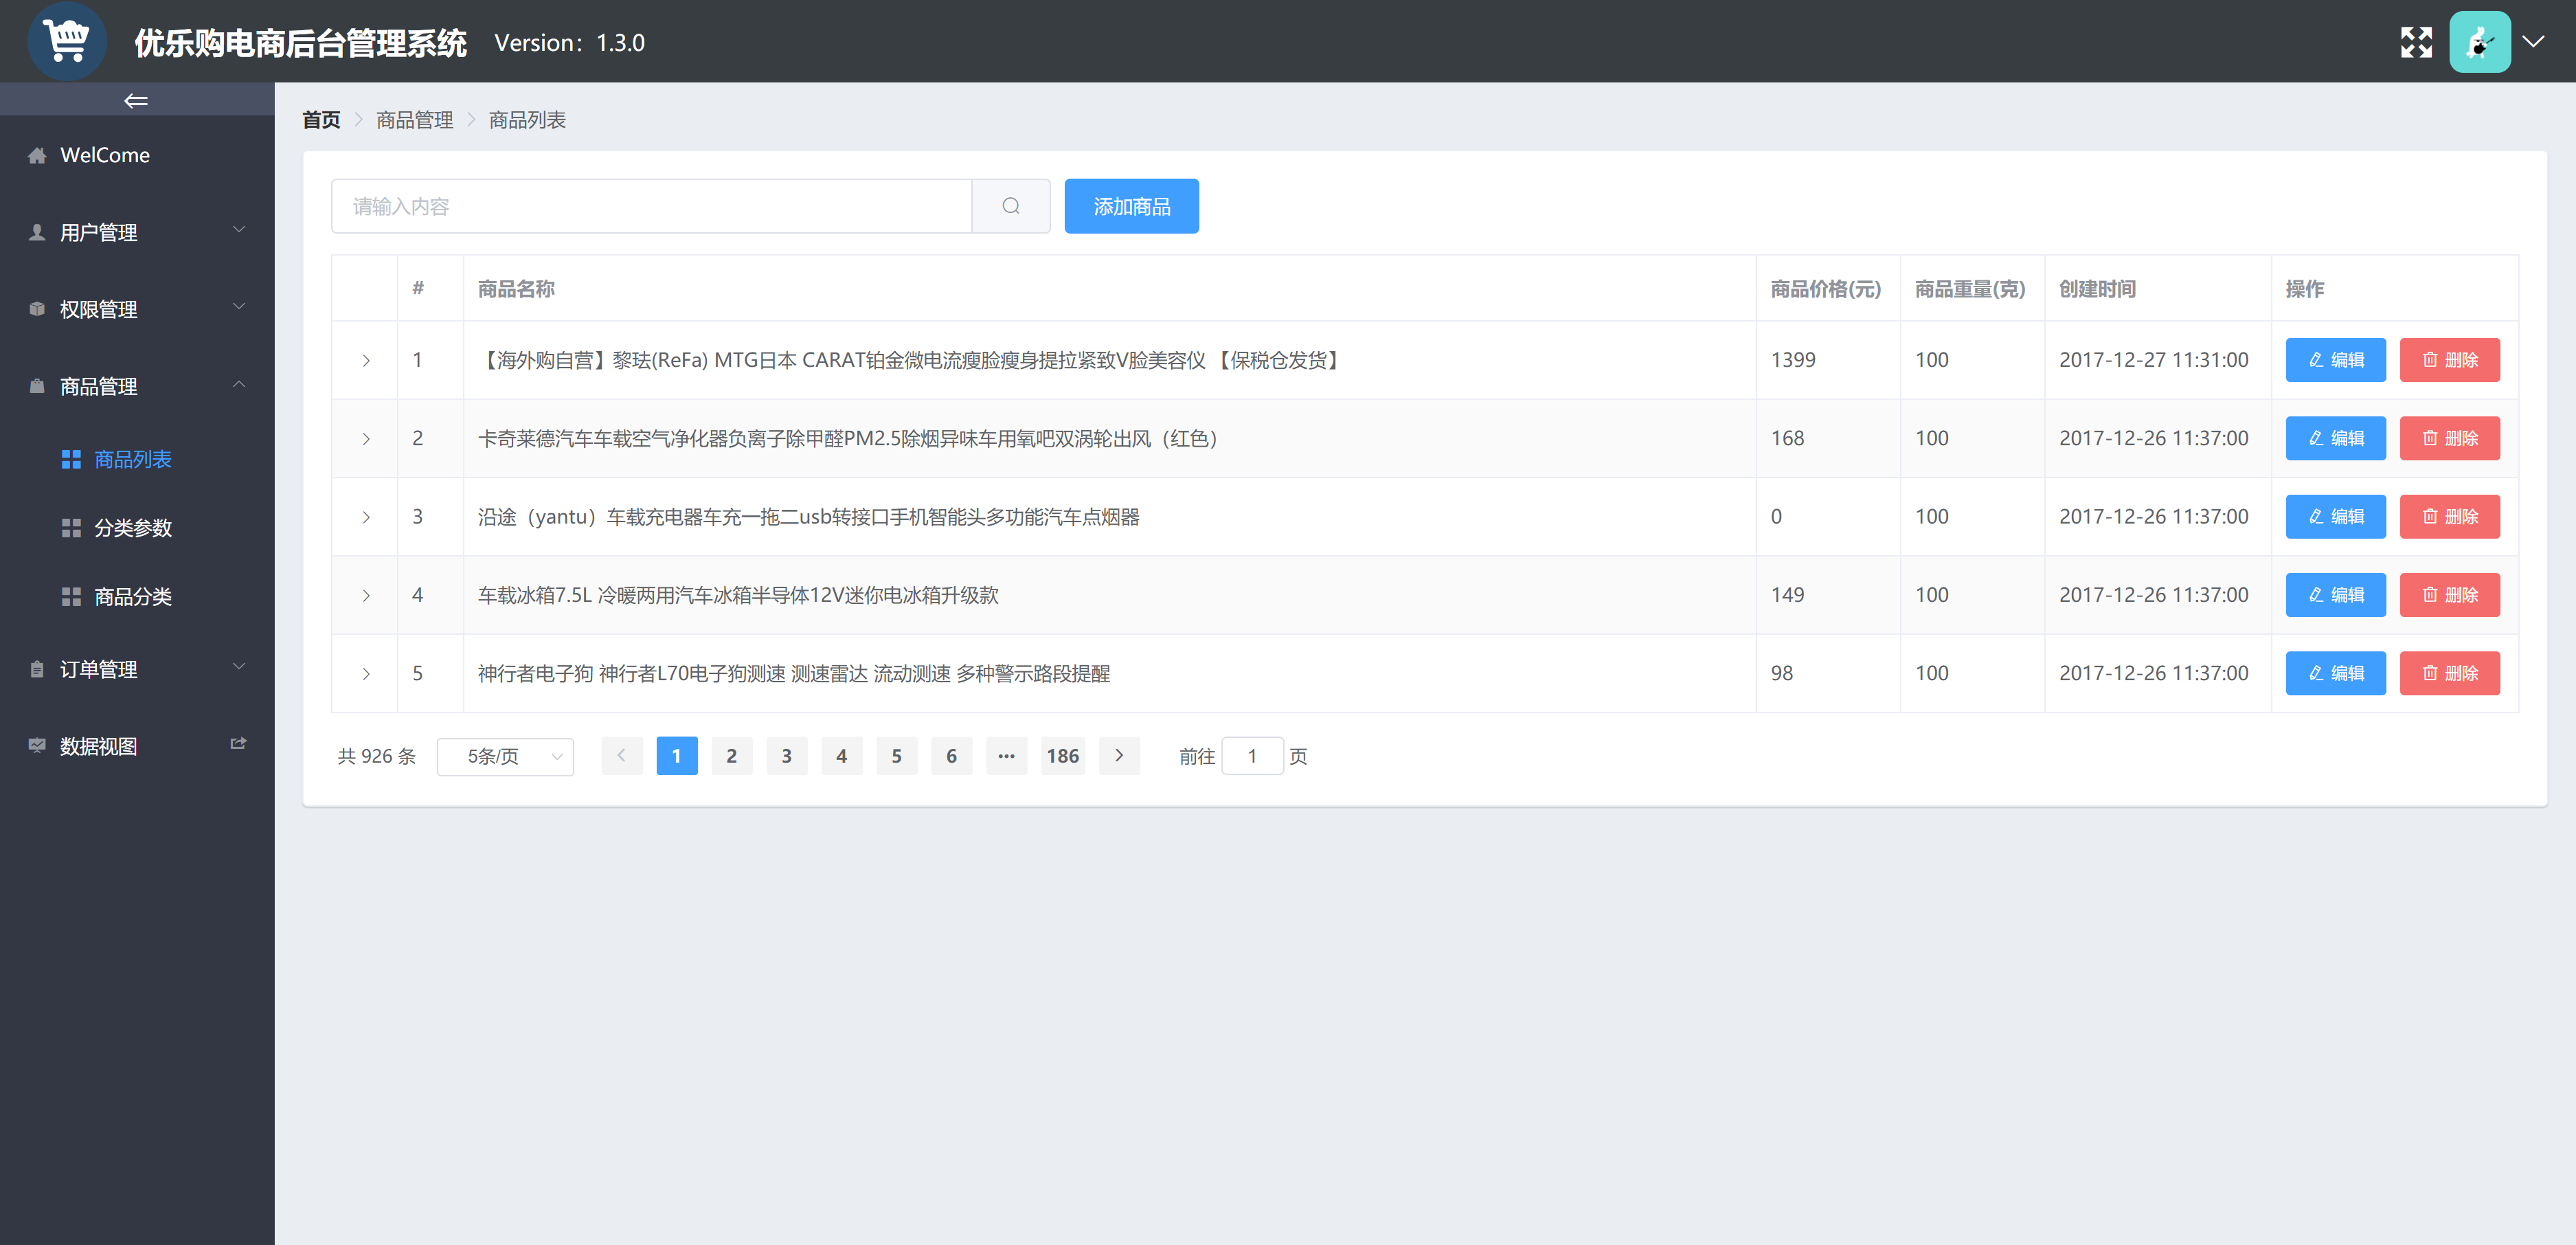 优乐购电商后台管理系统 Version：1.3.0
首页 商品管理 商品列表
WelCome
用户管理
权限管理
商品管理
商品列表
分类参数
商品分类
订单管理
数据视图
请输入内容 添加商品
# 商品名称 商品价格(元) 商品重量(克) 创建时间 操作
1 【海外购自营】黎珐(ReFa) MTG日本 CARAT铂金微电流瘦脸瘦身提拉紧致V脸美容仪 【保税仓发货】 1399 100 2017-12-27 11:31:00 编辑 删除
2 卡奇莱德汽车车载空气净化器负离子除甲醛PM2.5除烟异味车用氧吧双涡轮出风（红色） 168 100 2017-12-26 11:37:00 编辑 删除
3 沿途（yantu）车载充电器车充一拖二usb转接口手机智能头多功能汽车点烟器 0 100 2017-12-26 11:37:00 编辑 删除
4 车载冰箱7.5L 冷暖两用汽车冰箱半导体12V迷你电冰箱升级款 149 100 2017-12-26 11:37:00 编辑 删除
5 神行者电子狗 神行者L70电子狗测速 测速雷达 流动测速 多种警示路段提醒 98 100 2017-12-26 11:37:00 编辑 删除
共 926 条 5条/页 1 2 3 4 5 6 ··· 186 前往 1 页